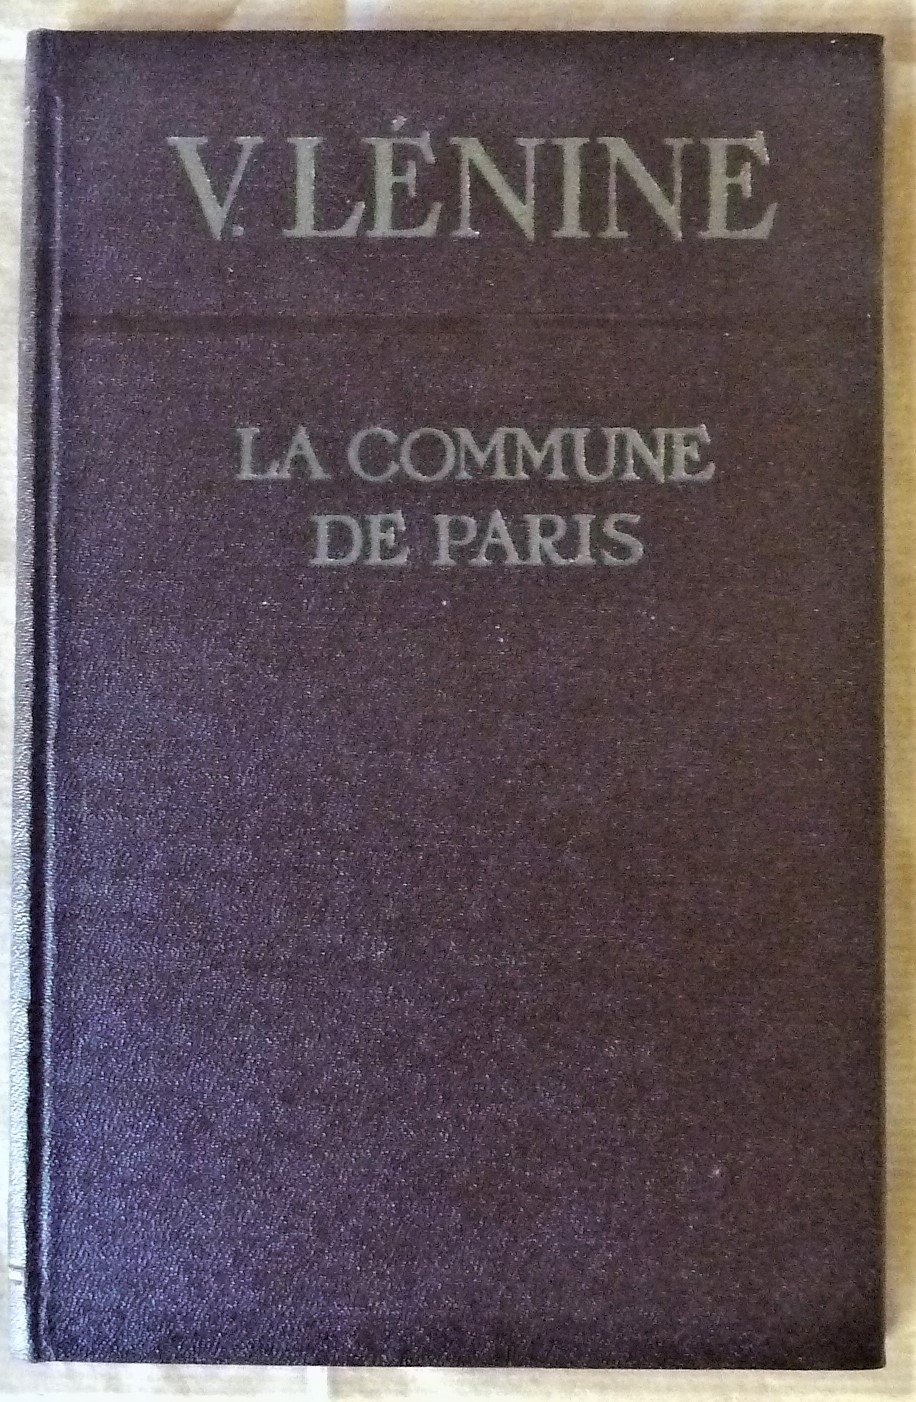 V. LÉNINE
LA COMMUNE
DE PARIS